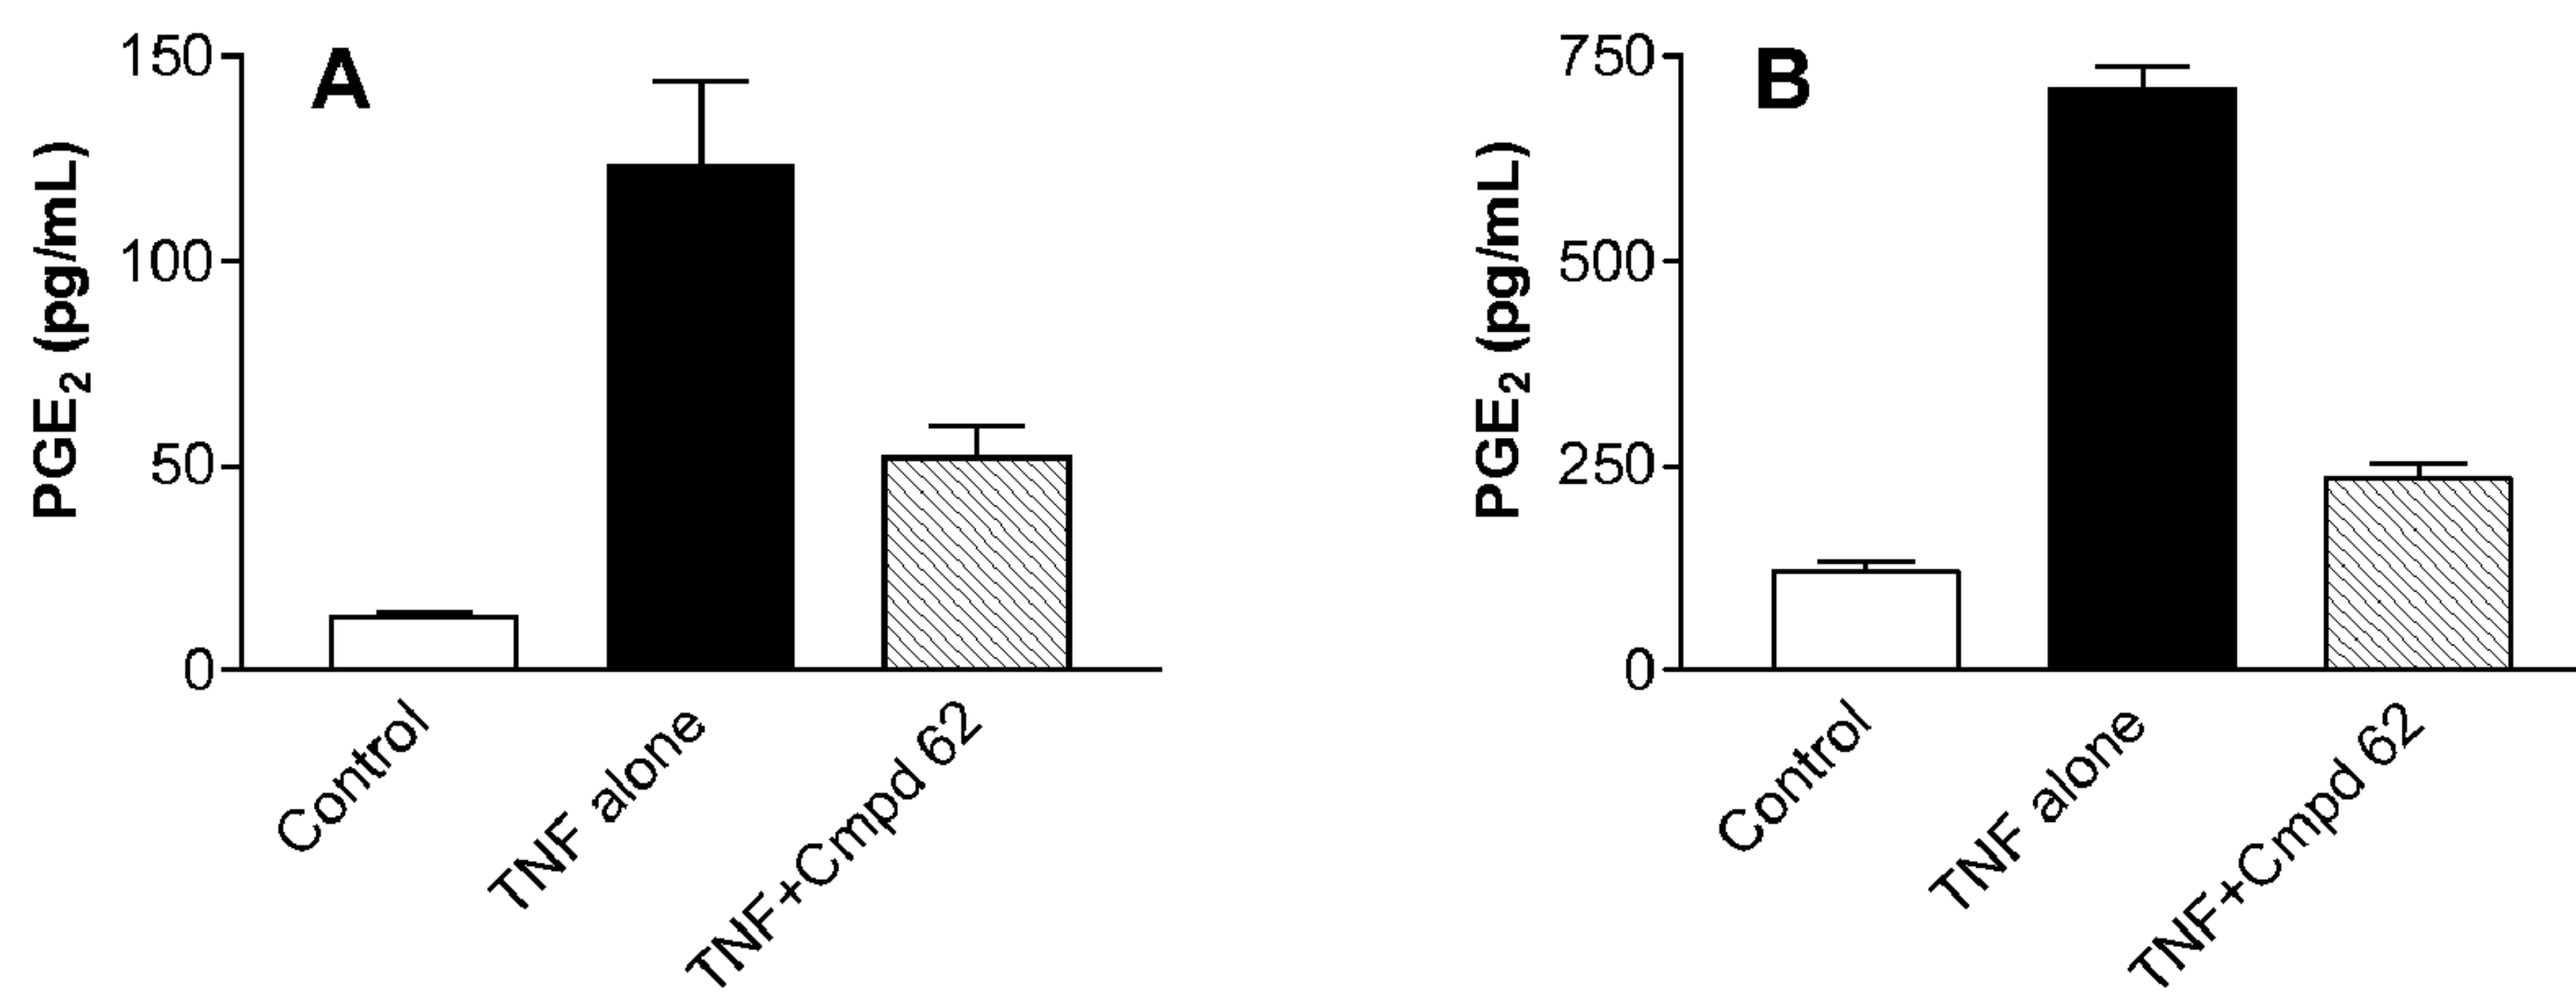 A
PGE2 (pg/mL)
150
100
50
0
Control
TNF alone
TNF+Cmpd 62
B
PGE2 (pg/mL)
750
500
250
0
Control
TNF alone
TNF+Cmpd 62